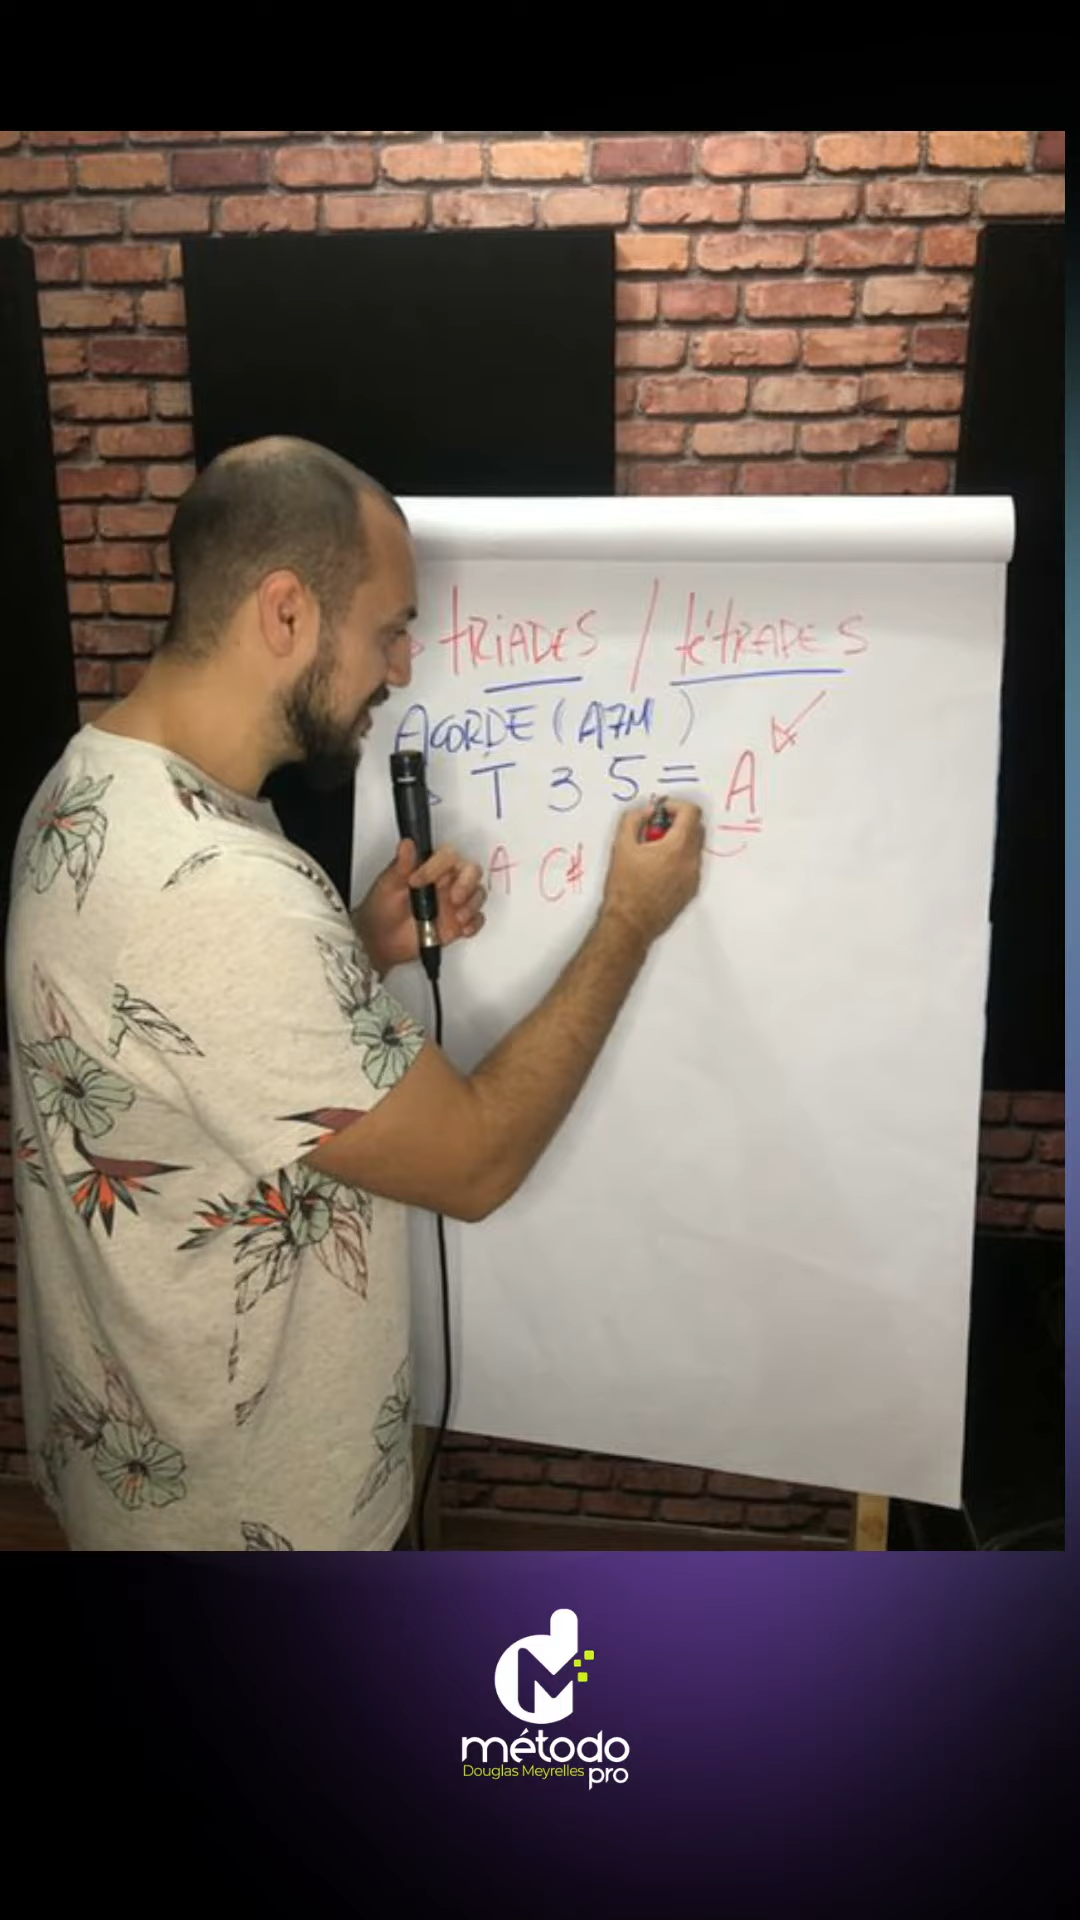 TRIADES / tétRADES
ACORDE (A7M)
T 3 5 = A
A C#
método
Douglas Meyrelles pro